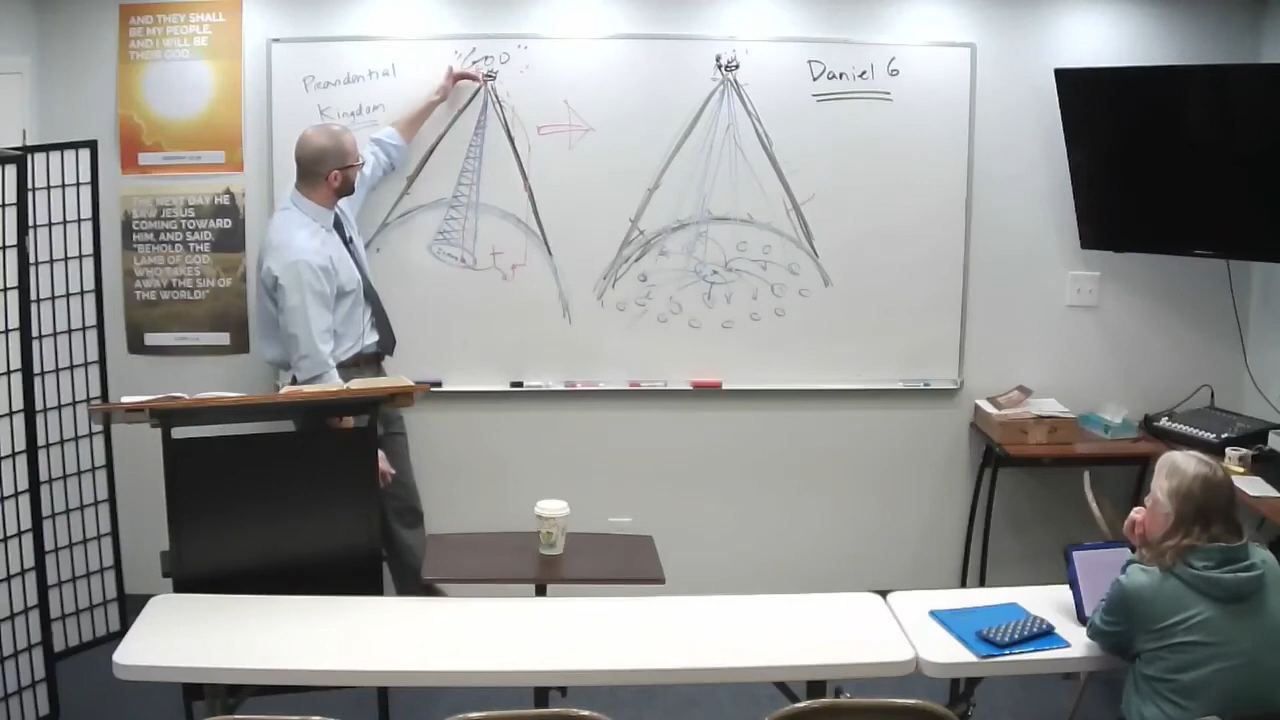 AND THEY SHALL
BE MY PEOPLE,
AND I WILL BE
THEIR GOD
THE NEXT DAY HE
SAW JESUS
COMING TOWARD
HIM, AND SAID,
"BEHOLD, THE
LAMB OF GOD
WHO TAKES
AWAY THE SIN OF
THE WORLD!"
Kingdom
"GOD"
Daniel 6